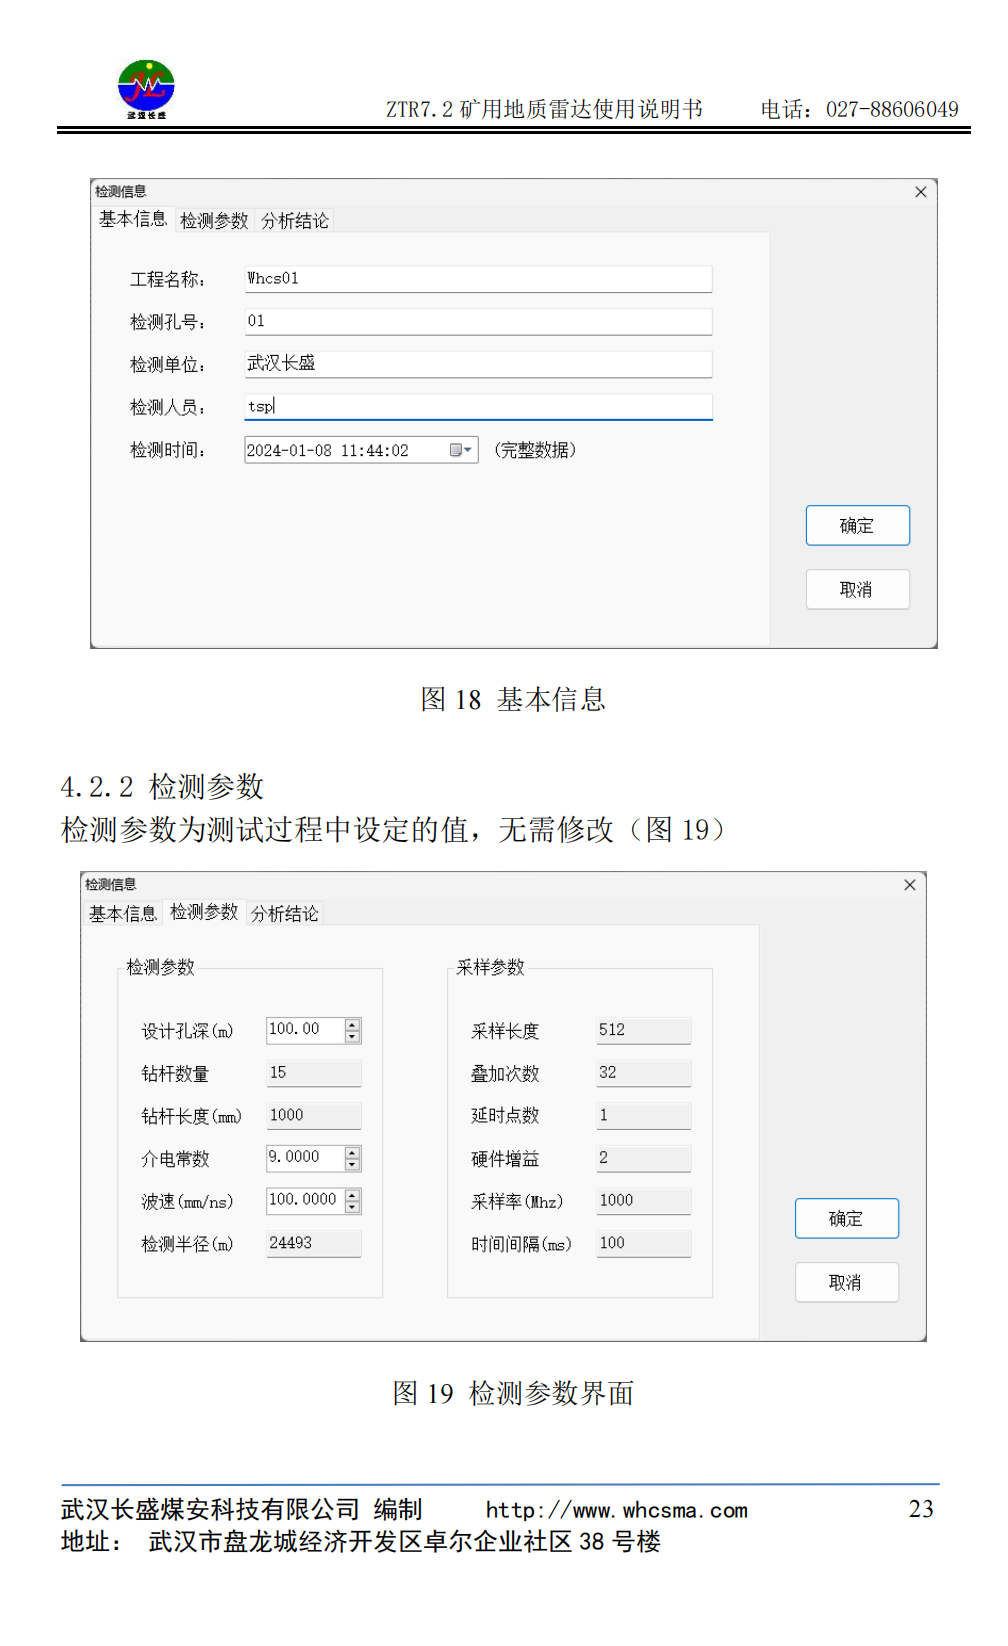 武汉长盛
ZTR7.2 矿用地质雷达使用说明书 电话：027-88606049
检测信息
基本信息 检测参数 分析结论
工程名称： Whcs01
检测孔号： 01
检测单位： 武汉长盛
检测人员： tsp
检测时间： 2024-01-08 11:44:02 (完整数据)
确定
取消
图 18 基本信息
4.2.2 检测参数
检测参数为测试过程中设定的值，无需修改（图 19）
检测信息
基本信息 检测参数 分析结论
检测参数 采样参数
设计孔深(m) 100.00 采样长度 512
钻杆数量 15 叠加次数 32
钻杆长度(mm) 1000 延时点数 1
介电常数 9.0000 硬件增益 2
波速(mm/ns) 100.0000 采样率(Mhz) 1000
检测半径(m) 24493 时间间隔(ms) 100
确定
取消
图 19 检测参数界面
武汉长盛煤安科技有限公司 编制 http://www.whcsma.com 23
地址： 武汉市盘龙城经济开发区卓尔企业社区 38 号楼